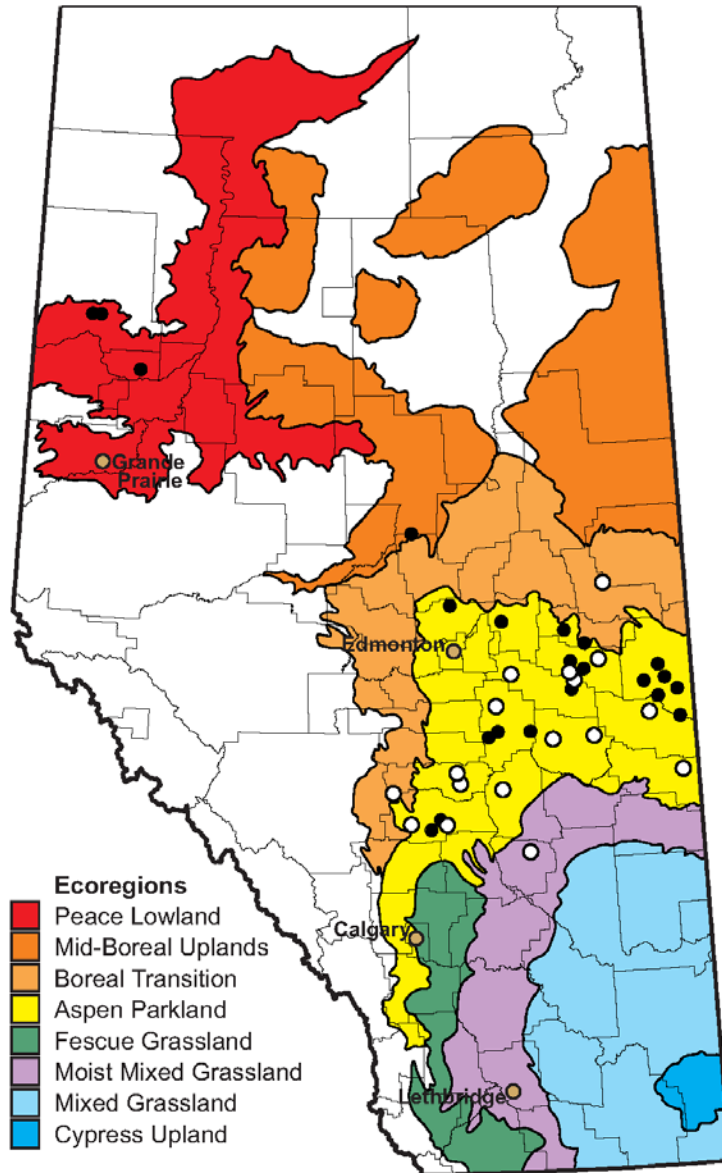 Grande
Prairie
Edmonton
Calgary
Lethbridge
Ecoregions
Peace Lowland
Mid-Boreal Uplands
Boreal Transition
Aspen Parkland
Fescue Grassland
Moist Mixed Grassland
Mixed Grassland
Cypress Upland